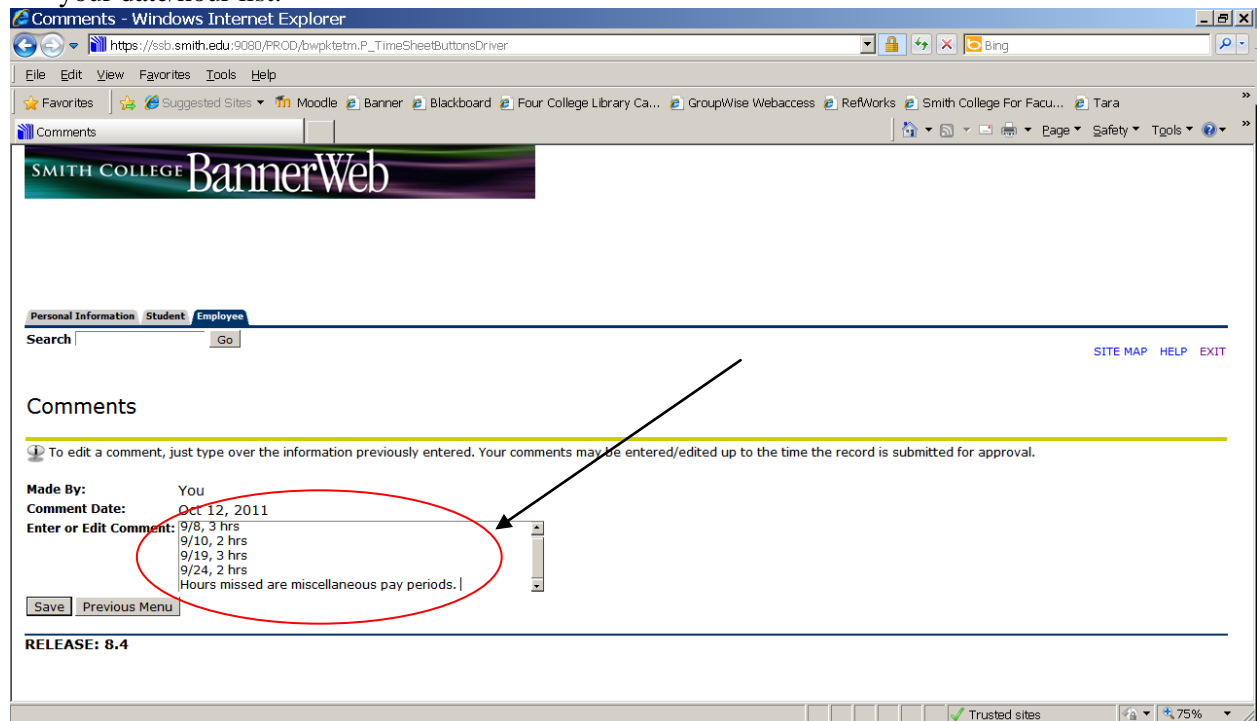 your date/hour list.
Comments - Windows Internet Explorer
https://ssb.smith.edu:9080/PROD/bwpktetm.P_TimeSheetButtonsDriver
Bing
File Edit View Favorites Tools Help
Favorites Suggested Sites Moodle Banner Blackboard Four College Library Ca... GroupWise Webaccess RefWorks Smith College For Facu... Tara »
Comments Page Safety Tools »
SMITH COLLEGE BannerWeb
Personal Information Student Employee
Search Go
SITE MAP HELP EXIT
Comments
To edit a comment, just type over the information previously entered. Your comments may be entered/edited up to the time the record is submitted for approval.
Made By: You
Comment Date: Oct 12, 2011
Enter or Edit Comment: 9/8, 3 hrs
9/10, 2 hrs
9/19, 3 hrs
9/24, 2 hrs
Hours missed are miscellaneous pay periods.
Save Previous Menu
RELEASE: 8.4
Trusted sites 75%